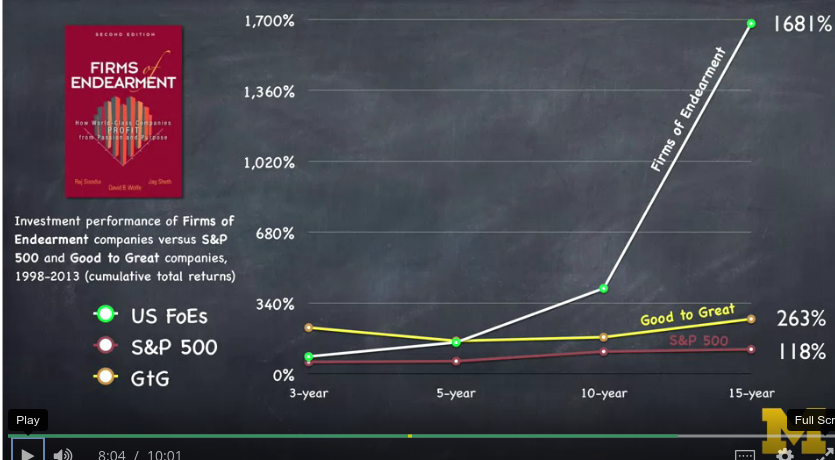 SECOND EDITION
FIRMS of
ENDEARMENT
How World-Class Companies
PROFIT
from Passion and Purpose
Raj Sisodia
David B. Wolfe
Jag Sheth
Investment performance of Firms of
Endearment companies versus S&P
500 and Good to Great companies,
1998-2013 (cumulative total returns)
US FoEs
S&P 500
GtG
1,700%
1,360%
1,020%
680%
340%
0%
3-year
5-year
10-year
15-year
Firms of Endearment
Good to Great
S&P 500
1681%
263%
118%
M
Play
Full Scr
8:04 / 10:01